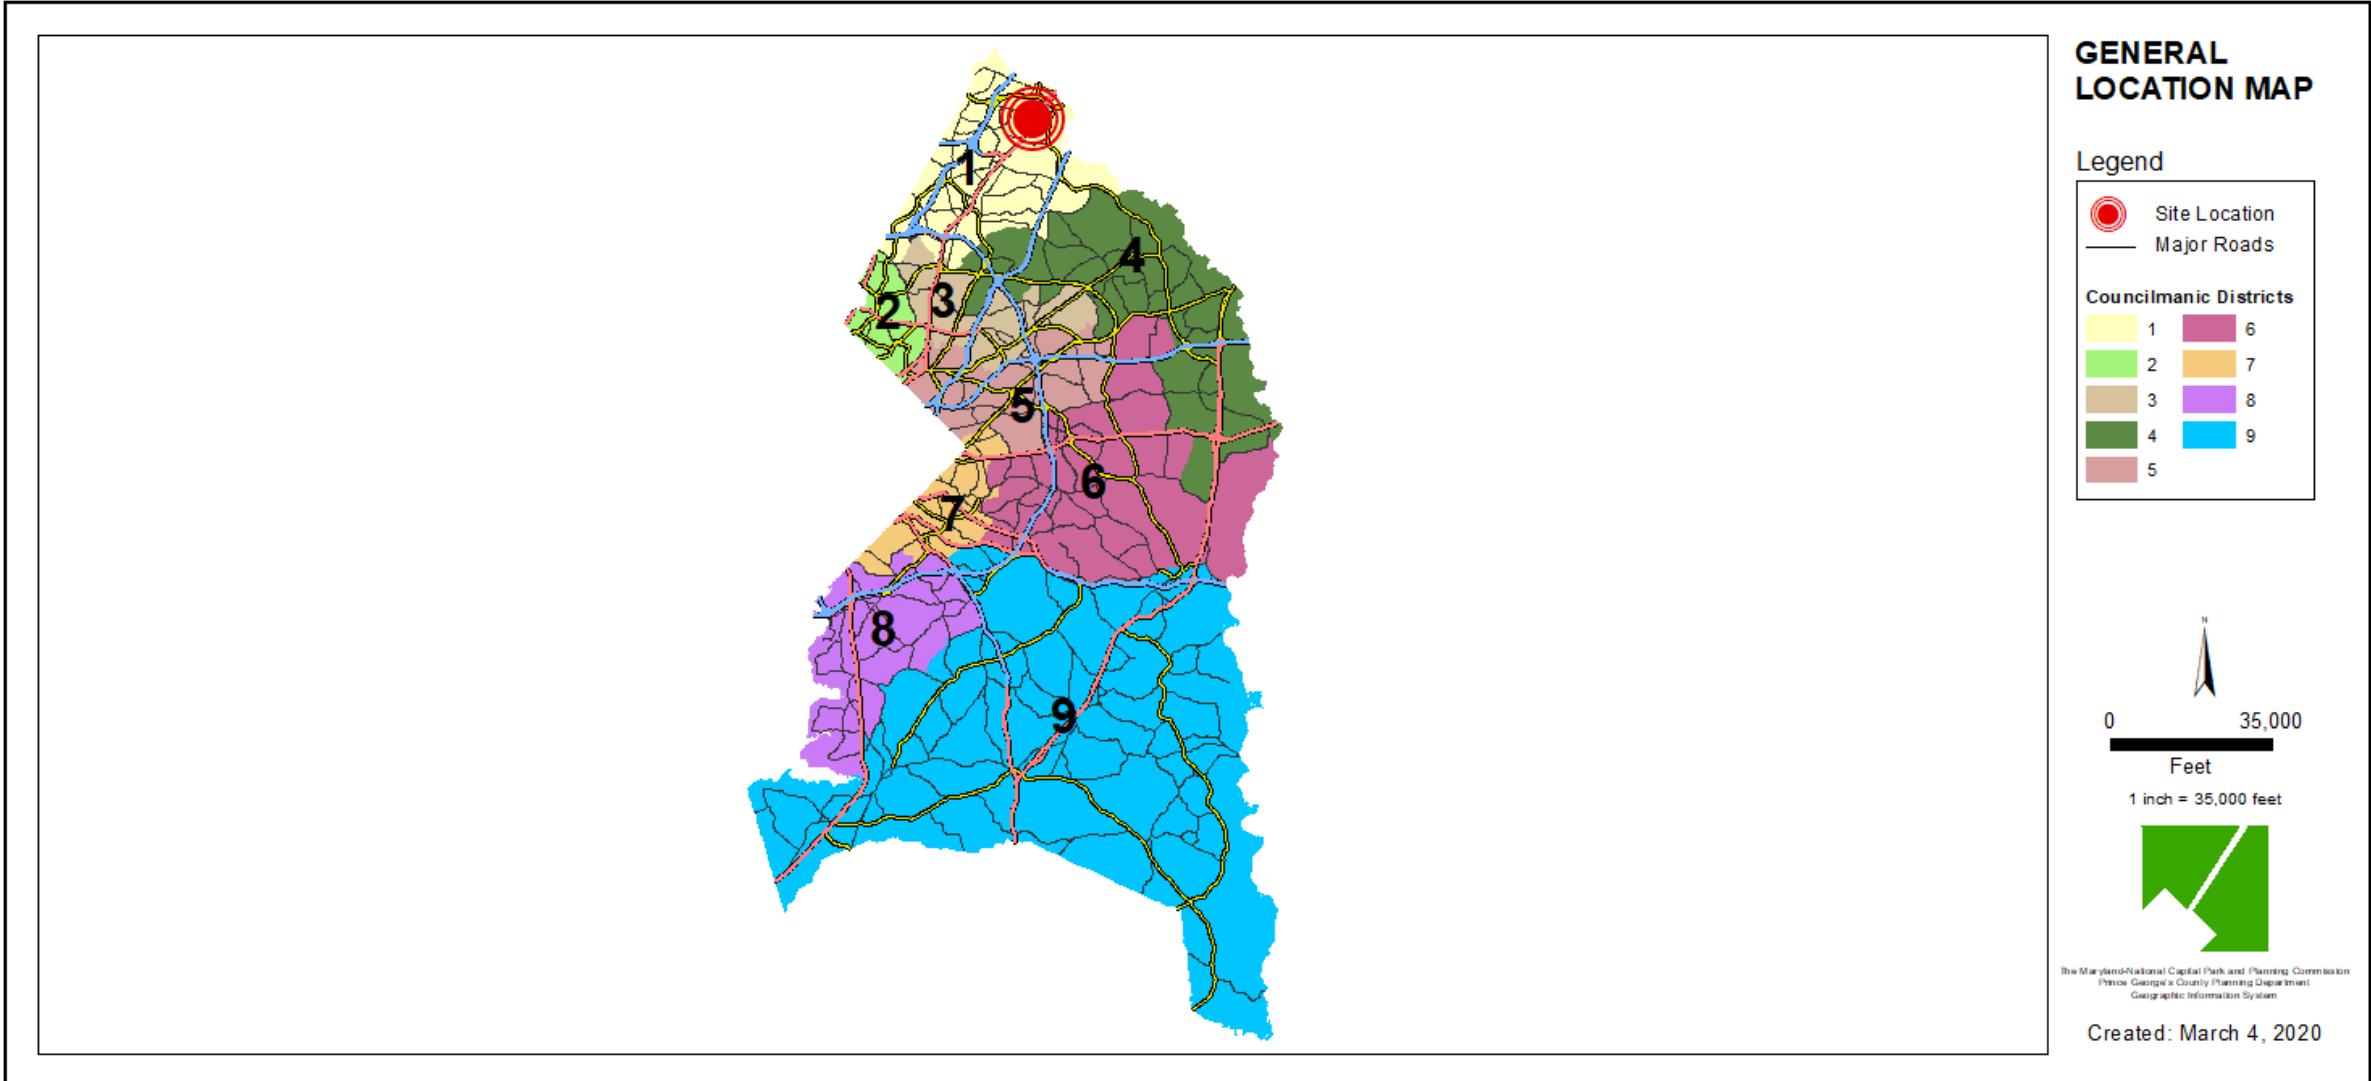 GENERAL
LOCATION MAP
Legend
Site Location
Major Roads
Councilmanic Districts
1 6
2 7
3 8
4 9
5
1
4
3
2
5
6
7
8
9
N
0 35,000
Feet
1 inch = 35,000 feet
The Maryland-National Capital Park and Planning Commission
Prince George's County Planning Department
Geographic Information System
Created: March 4, 2020